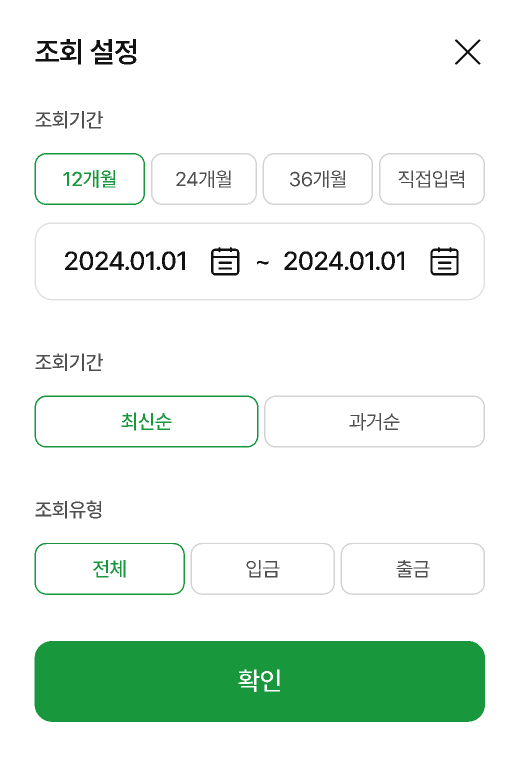 조회 설정
조회기간
12개월 24개월 36개월 직접입력
2024.01.01 ~ 2024.01.01
조회기간
최신순 과거순
조회유형
전체 입금 출금
확인